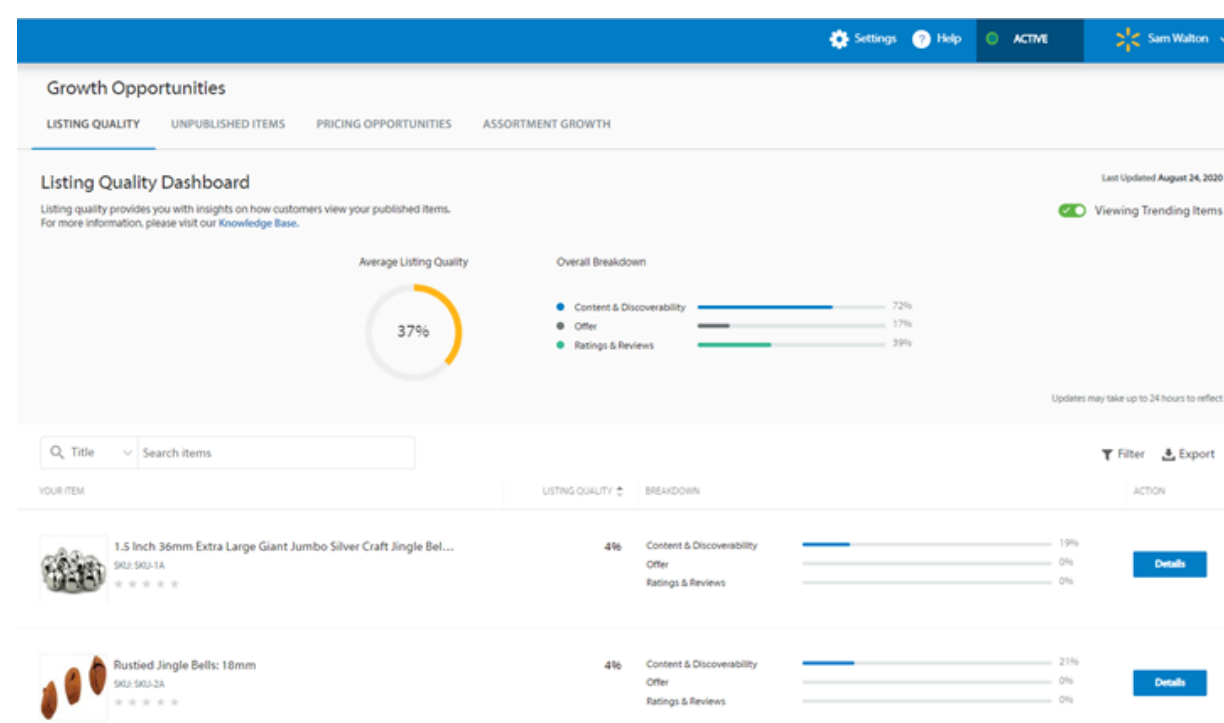 Settings Help ACTIVE Sam Walton
Growth Opportunities
LISTING QUALITY UNPUBLISHED ITEMS PRICING OPPORTUNITIES ASSORTMENT GROWTH
Listing Quality Dashboard
Last Updated August 24, 2020
Listing quality provides you with insights on how customers view your published items.
For more information, please visit our Knowledge Base.
Viewing Trending Items
Average Listing Quality
37%
Overall Breakdown
Content & Discoverability 72%
Offer 17%
Ratings & Reviews 39%
Updates may take up to 24 hours to reflect
Title Search items
Filter Export
YOUR ITEM LISTING QUALITY BREAKDOWN ACTION
1.5 Inch 36mm Extra Large Giant Jumbo Silver Craft Jingle Bel...
SKU: SKU-1A
4%
Content & Discoverability 19%
Offer 0%
Ratings & Reviews 0%
Details
Rustied Jingle Bells: 18mm
SKU: SKU-2A
4%
Content & Discoverability 21%
Offer 0%
Ratings & Reviews 0%
Details